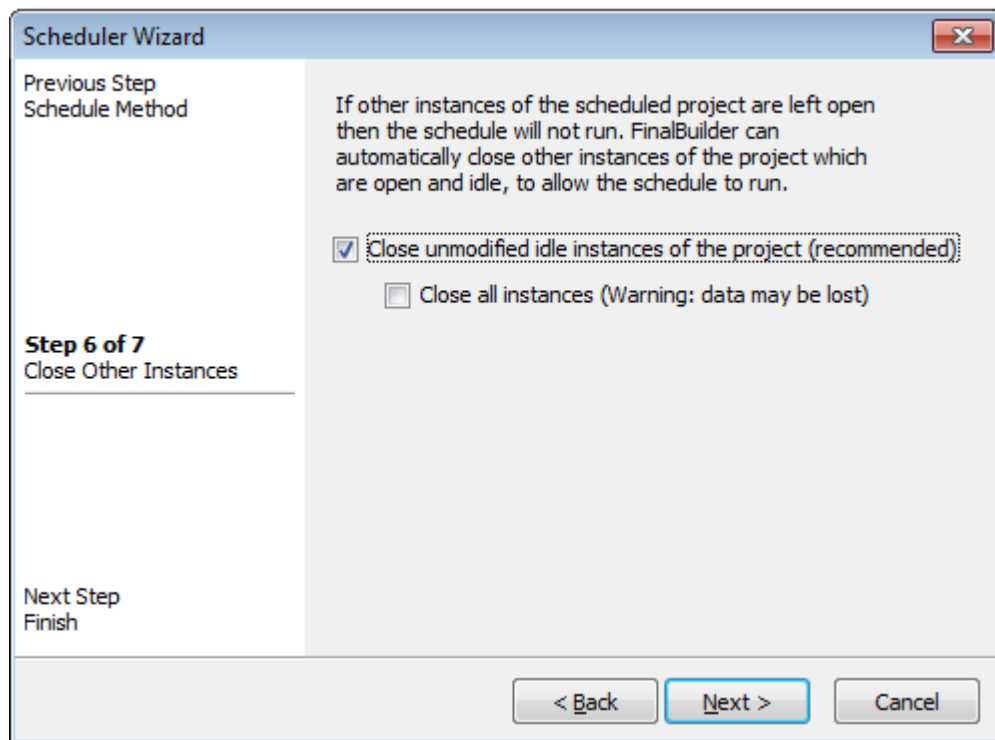 Scheduler Wizard
Previous Step
Schedule Method
If other instances of the scheduled project are left open
then the schedule will not run. FinalBuilder can
automatically close other instances of the project which
are open and idle, to allow the schedule to run.
Close unmodified idle instances of the project (recommended)
Close all instances (Warning: data may be lost)
Step 6 of 7
Close Other Instances
Next Step
Finish
< Back
Next >
Cancel